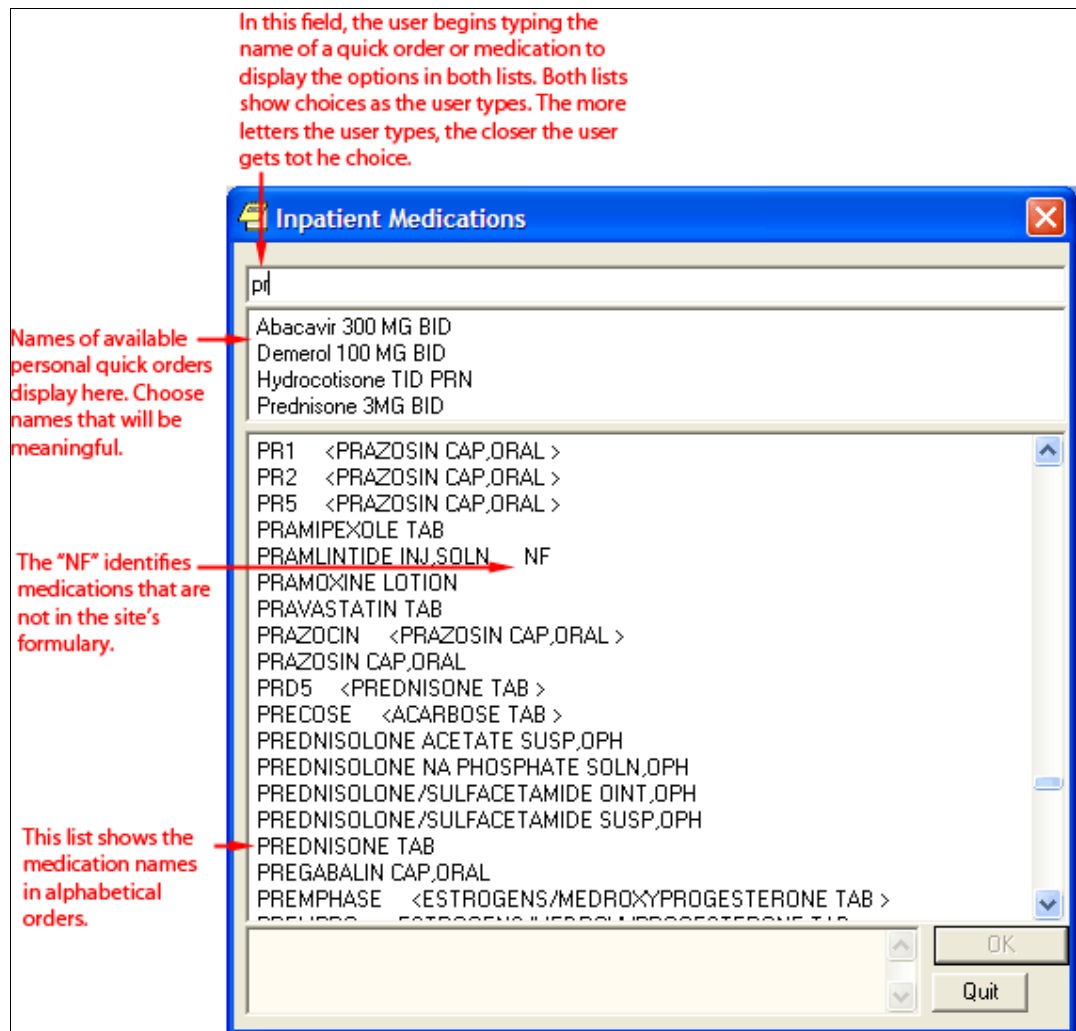 In this field, the user begins typing the
name of a quick order or medication to
display the options in both lists. Both lists
show choices as the user types. The more
letters the user types, the closer the user
gets tot he choice.
Inpatient Medications
pr
Names of available
personal quick orders
display here. Choose
names that will be
meaningful.
Abacavir 300 MG BID
Demerol 100 MG BID
Hydrocotisone TID PRN
Prednisone 3MG BID
PR1 <PRAZOSIN CAP,ORAL >
PR2 <PRAZOSIN CAP,ORAL >
PR5 <PRAZOSIN CAP,ORAL >
PRAMIPEXOLE TAB
PRAMLINTIDE INJ,SOLN NF
PRAMOXINE LOTION
PRAVASTATIN TAB
PRAZOCIN <PRAZOSIN CAP,ORAL >
PRAZOSIN CAP,ORAL
PRD5 <PREDNISONE TAB >
PRECOSE <ACARBOSE TAB >
PREDNISOLONE ACETATE SUSP,OPH
PREDNISOLONE NA PHOSPHATE SOLN,OPH
PREDNISOLONE/SULFACETAMIDE OINT,OPH
PREDNISOLONE/SULFACETAMIDE SUSP,OPH
PREDNISONE TAB
PREGABALIN CAP,ORAL
PREMPHASE <ESTROGENS/MEDROXYPROGESTERONE TAB >
The "NF" identifies
medications that are
not in the site's
formulary.
This list shows the
medication names
in alphabetical
orders.
OK
Quit